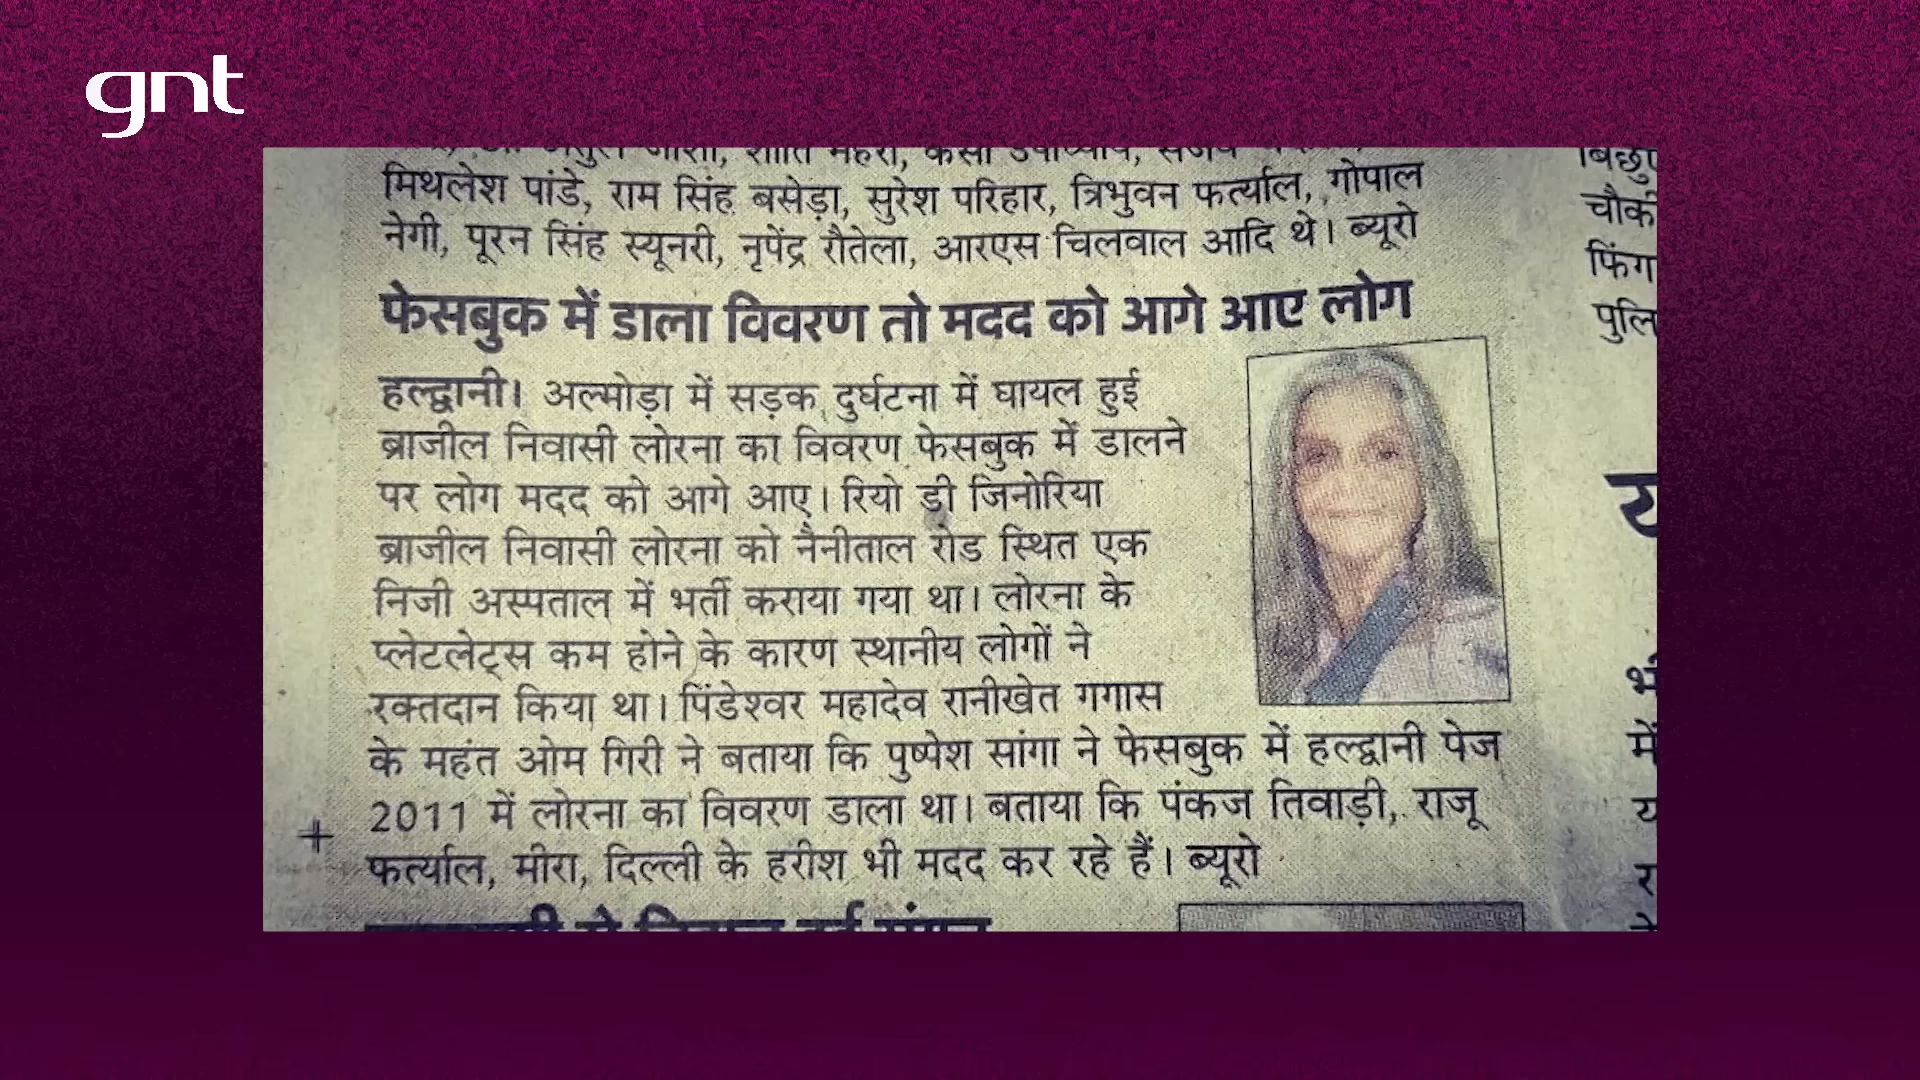 gnt
मिथलेश पांडे, राम सिंह बसेड़ा, सुरेश परिहार, त्रिभुवन फर्त्याल, गोपाल
नेगी, पूरन सिंह स्यूनरी, नृपेंद्र रौतेला, आरएस चिलवाल आदि थे। ब्यूरो
फेसबुक में डाला विवरण तो मदद को आगे आए लोग
हल्द्वानी। अल्मोड़ा में सड़क दुर्घटना में घायल हुई
ब्राजील निवासी लोरना का विवरण फेसबुक में डालने
पर लोग मदद को आगे आए। रियो डी जिनोरिया
ब्राजील निवासी लोरना को नैनीताल रोड स्थित एक
निजी अस्पताल में भर्ती कराया गया था। लोरना के
प्लेटलेट्स कम होने के कारण स्थानीय लोगों ने
रक्तदान किया था। पिंडेश्वर महादेव रानीखेत गगास
के महंत ओम गिरी ने बताया कि पुष्पेश सांगा ने फेसबुक में हल्द्वानी पेज
2011 में लोरना का विवरण डाला था। बताया कि पंकज तिवाड़ी, राजू
फर्त्याल, मीरा, दिल्ली के हरीश भी मदद कर रहे हैं। ब्यूरो